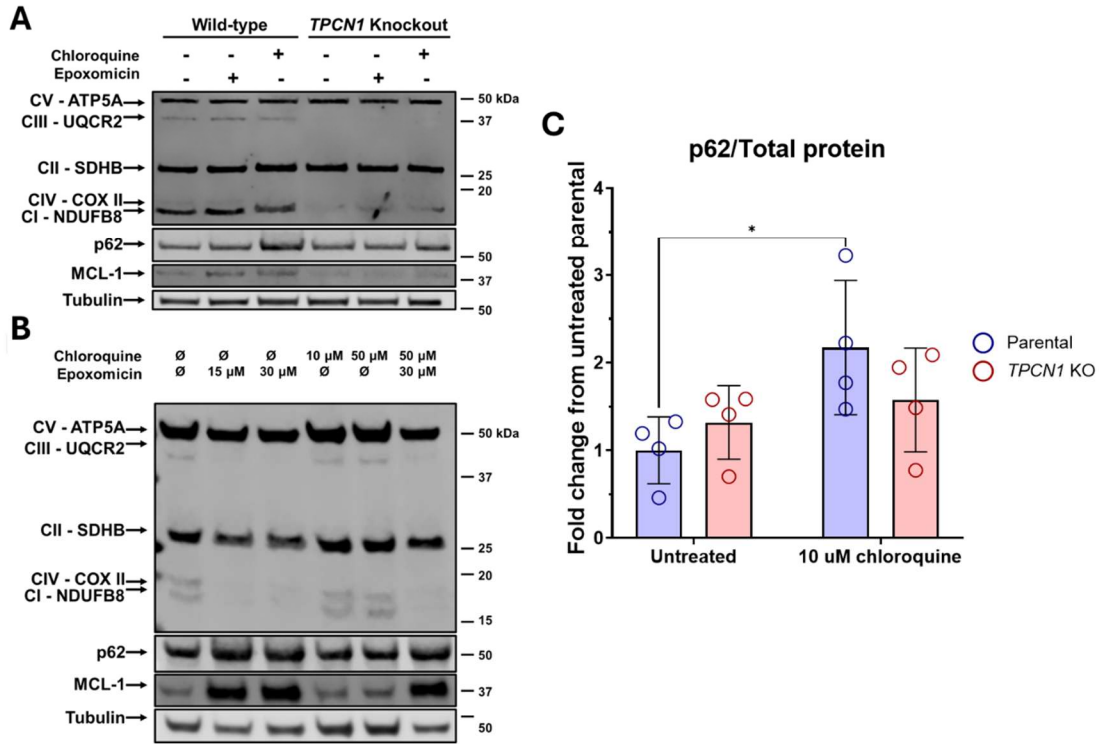 A
Wild-type TPCN1 Knockout
Chloroquine - - + - - +
Epoxomicin - + - - + -
CV - ATP5A 50 kDa
CIII - UQCR2 37
CII - SDHB 25
20
CIV - COX II
CI - NDUFB8
p62 50
MCL-1 37
Tubulin 50
B
Chloroquine Ø Ø Ø 10 µM 50 µM 50 µM
Epoxomicin Ø 15 µM 30 µM Ø Ø 30 µM
CV - ATP5A 50 kDa
CIII - UQCR2
37
CII - SDHB 25
20
CIV - COX II
CI - NDUFB8
15
p62 50
MCL-1 37
Tubulin 50
C
p62/Total protein
Fold change from untreated parental
4
3
2
1
0
*
Untreated 10 uM chloroquine
Parental
TPCN1 KO